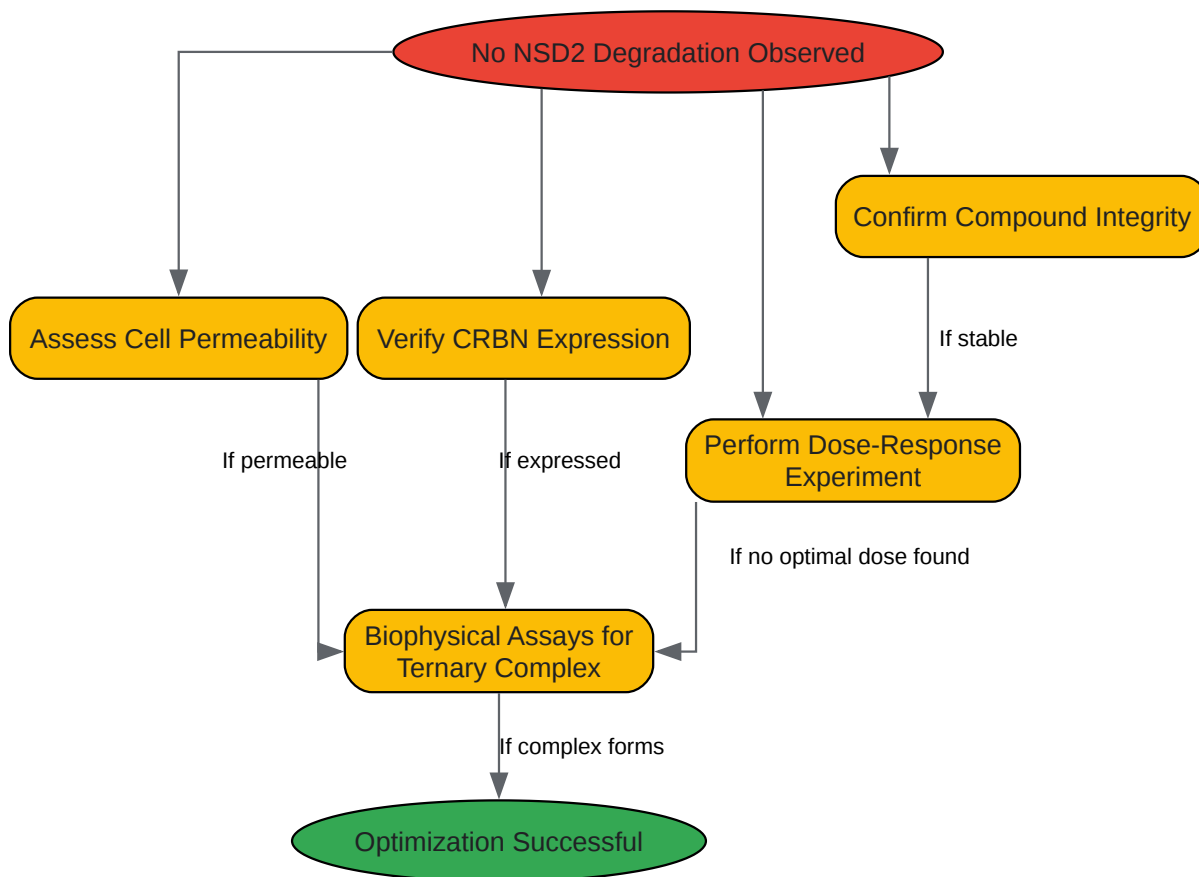 No NSD2 Degradation Observed
Confirm Compound Integrity
Assess Cell Permeability
Verify CRBN Expression
If stable
Perform Dose-Response
Experiment
If permeable
If expressed
If no optimal dose found
Biophysical Assays for
Ternary Complex
If complex forms
Optimization Successful